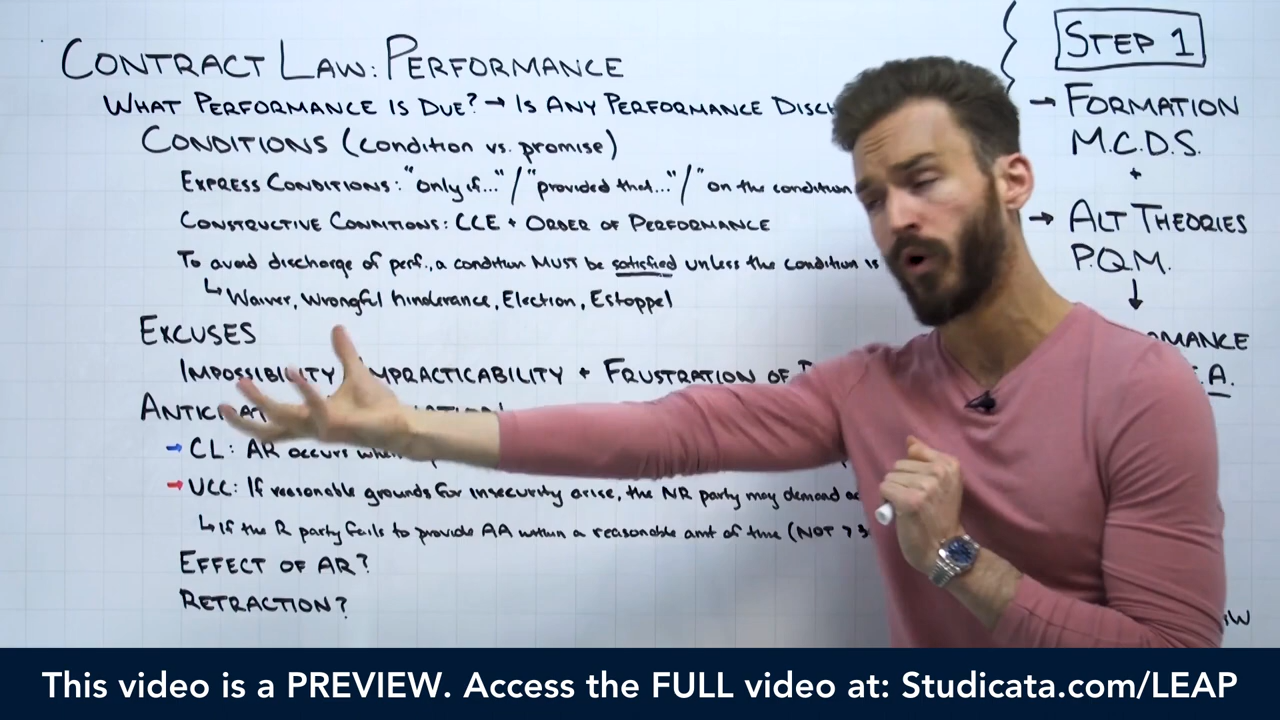 CONTRACT LAW: PERFORMANCE
WHAT PERFORMANCE IS DUE? → IS ANY PERFORMANCE DISCH
CONDITIONS (condition vs. promise)
EXPRESS CONDITIONS: "only if..." / "provided that..." / "on the condition
CONSTRUCTIVE CONDITIONS: CCE + ORDER OF PERFORMANCE
To avoid discharge of perf., a condition MUST be satisfied unless the condition is
↳ Waiver, Wrongful hinderance, Election, Estoppel
EXCUSES
IMPOSSIBILITY IMPRACTICABILITY + FRUSTRATION OF
→ CL: AR occurs
→ UCC: If reasonable grounds for insecurity arise, the NR party may demand
↳ If the R party fails to provide AA within a reasonable amt of time (NOT > 3
EFFECT OF AR?
RETRACTION?
STEP 1
→ FORMATION
M.C.D.S.
+
→ ALT THEORIES
P.Q.M.
↓
MANCE
A.
This video is a PREVIEW. Access the FULL video at: Studicata.com/LEAP